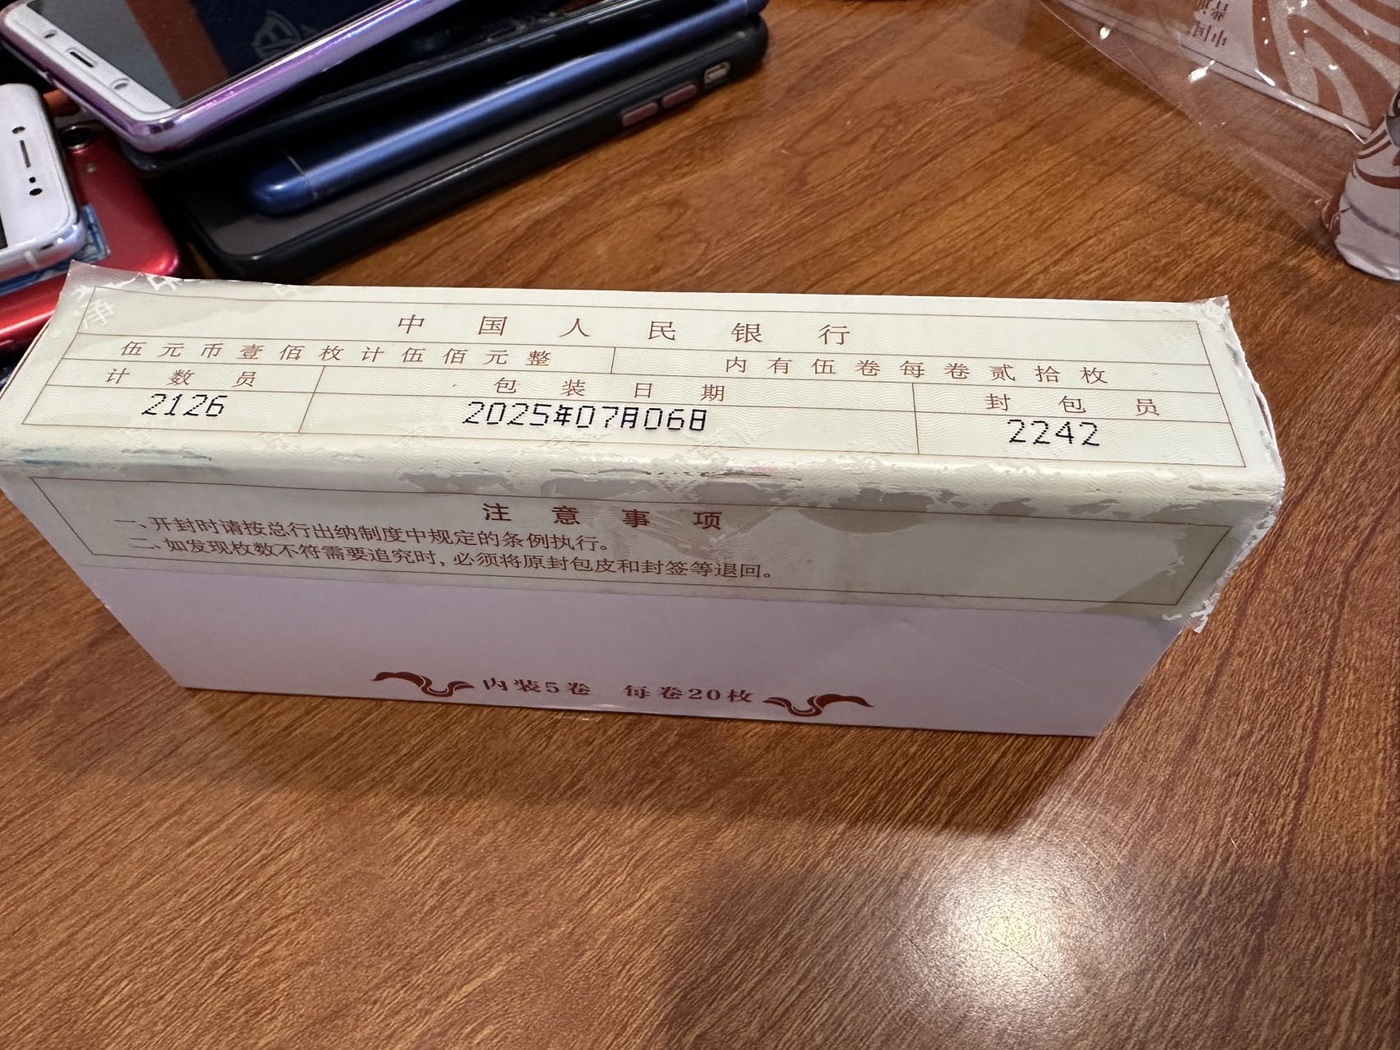 中国人民银行
伍元币壹佰枚计伍佰元整 内有伍卷每卷贰拾枚
计数员 包装日期 封包员
2126 2025年07月06日 2242
注意事项
一、开封时请按总行出纳制度中规定的条例执行。
二、如发现枚数不符需要追究时，必须将原封包皮和封签等退回。
内装5卷 每卷20枚